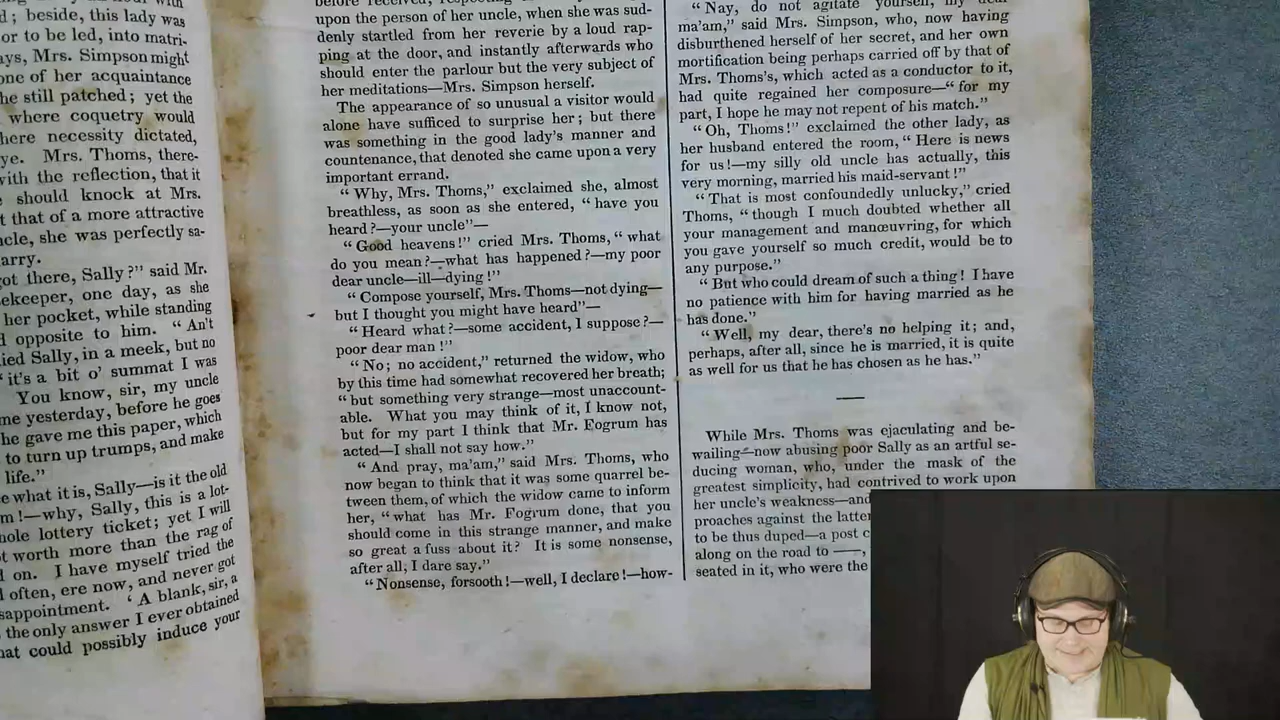 d; beside, this lady was
or to be led, into matri-
ays, Mrs. Simpson might
one of her acquaintance
he still patched; yet the
where coquetry would
here necessity dictated,
ye. Mrs. Thoms, there-
with the reflection, that it
should knock at Mrs.
t that of a more attractive
ncle, she was perfectly sa-
arry.
got there, Sally?” said Mr.
ekeeper, one day, as she
her pocket, while standing
d opposite to him. “An't
ied Sally, in a week, but no
“it's a bit o' summat I was
You know, sir, my uncle
me yesterday, before he goes
he gave me this paper, which
to turn up trumps, and make
life.”
e what it is, Sally—is it the old
m!—why, Sally, this is a lot-
hole lottery ticket; yet I will
ot worth more than the rag of
d on. I have myself tried the
d often, ere now, and never got
sappointment. ‘A blank, sir, a
the only answer I ever obtained
hat could possibly induce your
upon the person of her uncle, when she was sud-
denly startled from her reverie by a loud rap-
ping at the door, and instantly afterwards who
should enter the parlour but the very subject of
her meditations—Mrs. Simpson herself.
The appearance of so unusual a visitor would
alone have sufficed to surprise her; but there
was something in the good lady's manner and
countenance, that denoted she came upon a very
important errand.
“Why, Mrs. Thoms,” exclaimed she, almost
breathless, as soon as she entered, “have you
heard?—your uncle”—
“Good heavens!” cried Mrs. Thoms, “what
do you mean?—what has happened?—my poor
dear uncle—ill—dying!”
“Compose yourself, Mrs. Thoms—not dying—
but I thought you might have heard”—
“Heard what?—some accident, I suppose?—
poor dear man!”
“No; no accident,” returned the widow, who
by this time had somewhat recovered her breath;
“but something very strange—most unaccount-
able. What you may think of it, I know not,
but for my part I think that Mr. Fogrum has
acted—I shall not say how.”
“And pray, ma'am,” said Mrs. Thoms, who
now began to think that it was some quarrel be-
tween them, of which the widow came to inform
her, “what has Mr. Fogrum done, that you
should come in this strange manner, and make
so great a fuss about it? It is some nonsense,
after all, I dare say.”
“Nonsense, forsooth!—well, I declare!—how-
“Nay, do not agitate yourself, my dear
ma'am,” said Mrs. Simpson, who, now having
disburthened herself of her secret, and her own
mortification being perhaps carried off by that of
Mrs. Thoms's, which acted as a conductor to it,
had quite regained her composure—“for my
part, I hope he may not repent of his match.”
“Oh, Thoms!” exclaimed the other lady, as
her husband entered the room, “Here is news
for us!—my silly old uncle has actually, this
very morning, married his maid-servant!”
“That is most confoundedly unlucky,” cried
Thoms, “though I much doubted whether all
your management and manœuvring, for which
you gave yourself so much credit, would be to
any purpose.”
“But who could dream of such a thing! I have
no patience with him for having married as he
has done.”
“Well, my dear, there's no helping it; and,
perhaps, after all, since he is married, it is quite
as well for us that he has chosen as he has.”
While Mrs. Thoms was ejaculating and be-
wailing—now abusing poor Sally as an artful se-
ducing woman, who, under the mask of the
greatest simplicity, had contrived to work upon
her uncle's weakness—and
proaches against the latter
to be thus duped—a post c
along on the road to ——,
seated in it, who were the